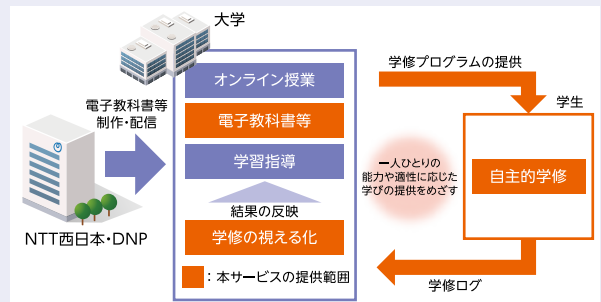 大学
オンライン授業
電子教科書等
学習指導
結果の反映
学修の視える化
：本サービスの提供範囲
電子教科書等
制作・配信
NTT西日本・DNP
学修プログラムの提供
学生
自主的学修
一人ひとりの
能力や適性に応じた
学びの提供をめざす
学修ログ